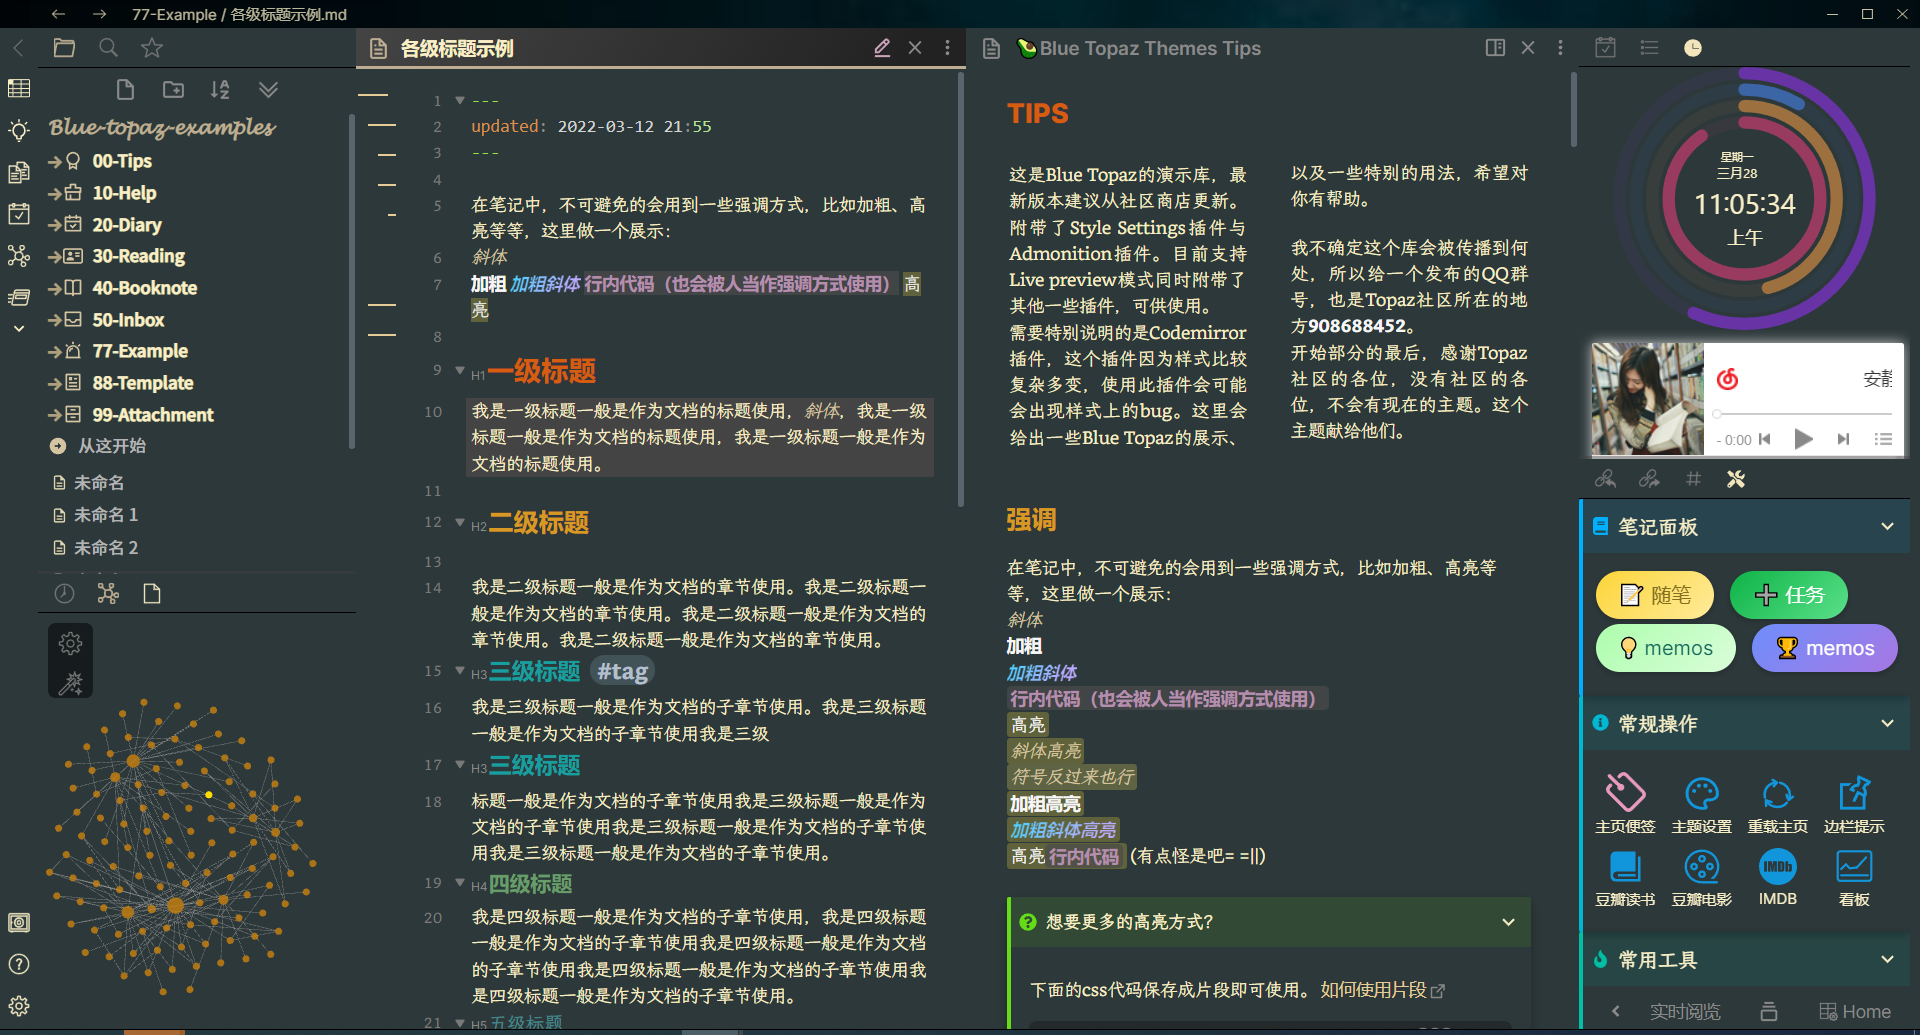 77-Example / 各级标题示例.md
Blue-topaz-examples
00-Tips
10-Help
20-Diary
30-Reading
40-Booknote
50-Inbox
77-Example
88-Template
99-Attachment
从这开始
未命名
未命名 1
未命名 2
各级标题示例
1 ---
2 updated: 2022-03-12 21:55
3 ---
4
5 在笔记中，不可避免的会用到一些强调方式，比如加粗、高
亮等等，这里做一个展示：
6 斜体
7 加粗 加粗斜体 行内代码（也会被人当作强调方式使用） 高
亮
8
9 H1 一级标题
10 我是一级标题一般是作为文档的标题使用，斜体，我是一级
标题一般是作为文档的标题使用，我是一级标题一般是作为
文档的标题使用。
11
12 H2 二级标题
13
14 我是二级标题一般是作为文档的章节使用。我是二级标题一
般是作为文档的章节使用。我是二级标题一般是作为文档的
章节使用。我是二级标题一般是作为文档的章节使用。
15 H3 三级标题 #tag
16 我是三级标题一般是作为文档的子章节使用。我是三级标题
一般是作为文档的子章节使用我是三级
17 H3 三级标题
18 标题一般是作为文档的子章节使用我是三级标题一般是作为
文档的子章节使用我是三级标题一般是作为文档的子章节使
用我是三级标题一般是作为文档的子章节使用。
19 H4 四级标题
20 我是四级标题一般是作为文档的子章节使用，我是四级标题
一般是作为文档的子章节使用我是四级标题一般是作为文档
的子章节使用我是四级标题一般是作为文档的子章节使用我
是四级标题一般是作为文档的子章节使用。
21 H5 五级标题
Blue Topaz Themes Tips
TIPS
这是Blue Topaz的演示库，最
新版本建议从社区商店更新。
附带了Style Settings插件与
Admonition插件。目前支持
Live preview模式同时附带了
其他一些插件，可供使用。
需要特别说明的是Codemirror
插件，这个插件因为样式比较
复杂多变，使用此插件会可能
会出现样式上的bug。这里会
给出一些Blue Topaz的展示、
以及一些特别的用法，希望对
你有帮助。
我不确定这个库会被传播到何
处，所以给一个发布的QQ群
号，也是Topaz社区所在的地
方908688452。
开始部分的最后，感谢Topaz
社区的各位，没有社区的各
位，不会有现在的主题。这个
主题献给他们。
强调
在笔记中，不可避免的会用到一些强调方式，比如加粗、高亮等
等，这里做一个展示：
斜体
加粗
加粗斜体
行内代码（也会被人当作强调方式使用）
高亮
斜体高亮
符号反过来也行
加粗高亮
加粗斜体高亮
高亮 行内代码 (有点怪是吧= =||)
想要更多的高亮方式？
下面的css代码保存成片段即可使用。 如何使用片段
星期一
三月28
11:05:34
上午
安静
- 0:00
笔记面板
随笔
任务
memos
memos
常规操作
主页便签 主题设置 重载主页 边栏提示
IMDb
豆瓣读书 豆瓣电影 IMDB 看板
常用工具
实时阅览
Home